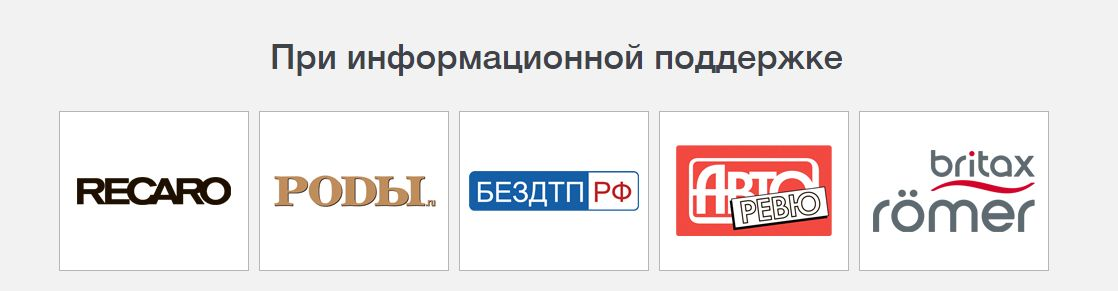 При информационной поддержке
RECARO
РОДЫ.ru
БЕЗДТП РФ
АВТО
РЕВЮ
britax
römer